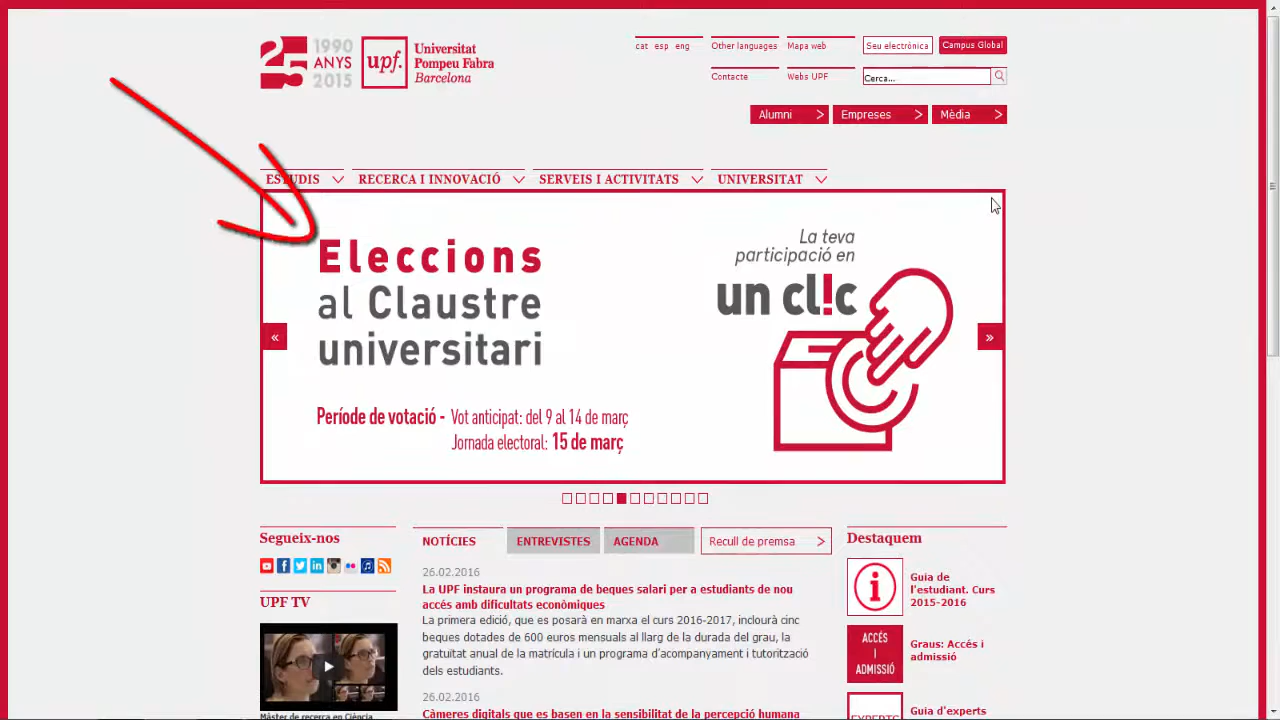 1990
25 ANYS
2015
upf.
Universitat
Pompeu Fabra
Barcelona
cat esp eng
Other languages
Mapa web
Seu electrònica
Campus Global
Contacte
Webs UPF
Cerca...
Alumni
Empreses
Mèdia
ESTUDIS
RECERCA I INNOVACIÓ
SERVEIS I ACTIVITATS
UNIVERSITAT
Eleccions
al Claustre
universitari
La teva
participació en
un cl!c
«
»
Període de votació - Vot anticipat: del 9 al 14 de març
Jornada electoral: 15 de març
Segueix-nos
UPF TV
Màster de recerca en Ciència
NOTÍCIES
ENTREVISTES
AGENDA
Recull de premsa
26.02.2016
La UPF instaura un programa de beques salari per a estudiants de nou
accés amb dificultats econòmiques
La primera edició, que es posarà en marxa el curs 2016-2017, inclourà cinc
beques dotades de 600 euros mensuals al llarg de la durada del grau, la
gratuïtat anual de la matrícula i un programa d'acompanyament i tutorització
dels estudiants.
26.02.2016
Càmeres digitals que es basen en la sensibilitat de la percepció humana
Destaquem
i
Guia de
l'estudiant. Curs
2015-2016
ACCÉS
I
ADMISSIÓ
Graus: Accés i
admissió
EXPERTS
Guia d'experts